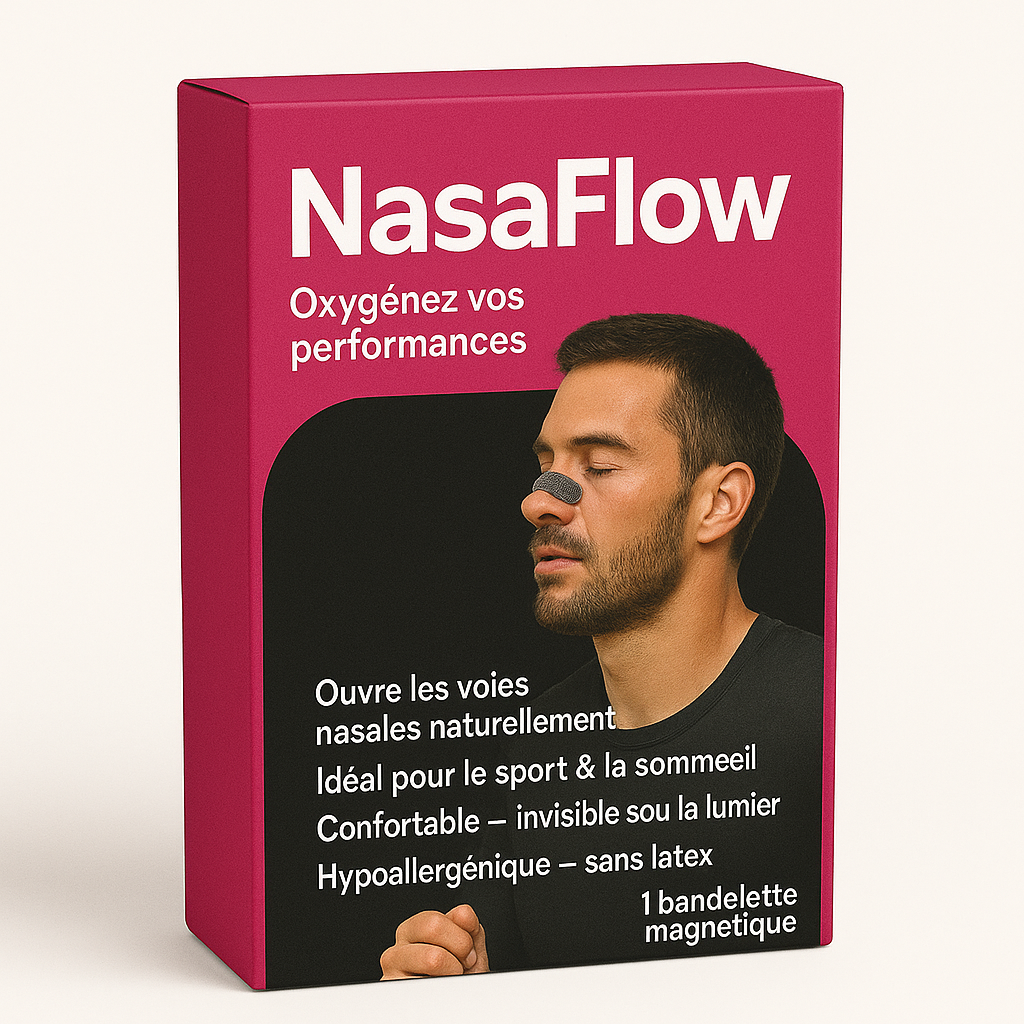 NasaFlow
Oxygénez vos
performances
Ouvre les voies
nasales naturellement
Idéal pour le sport & la sommeeil
Confortable – invisible sou la lumier
Hypoallergénique – sans latex
1 bandelette
magnetique